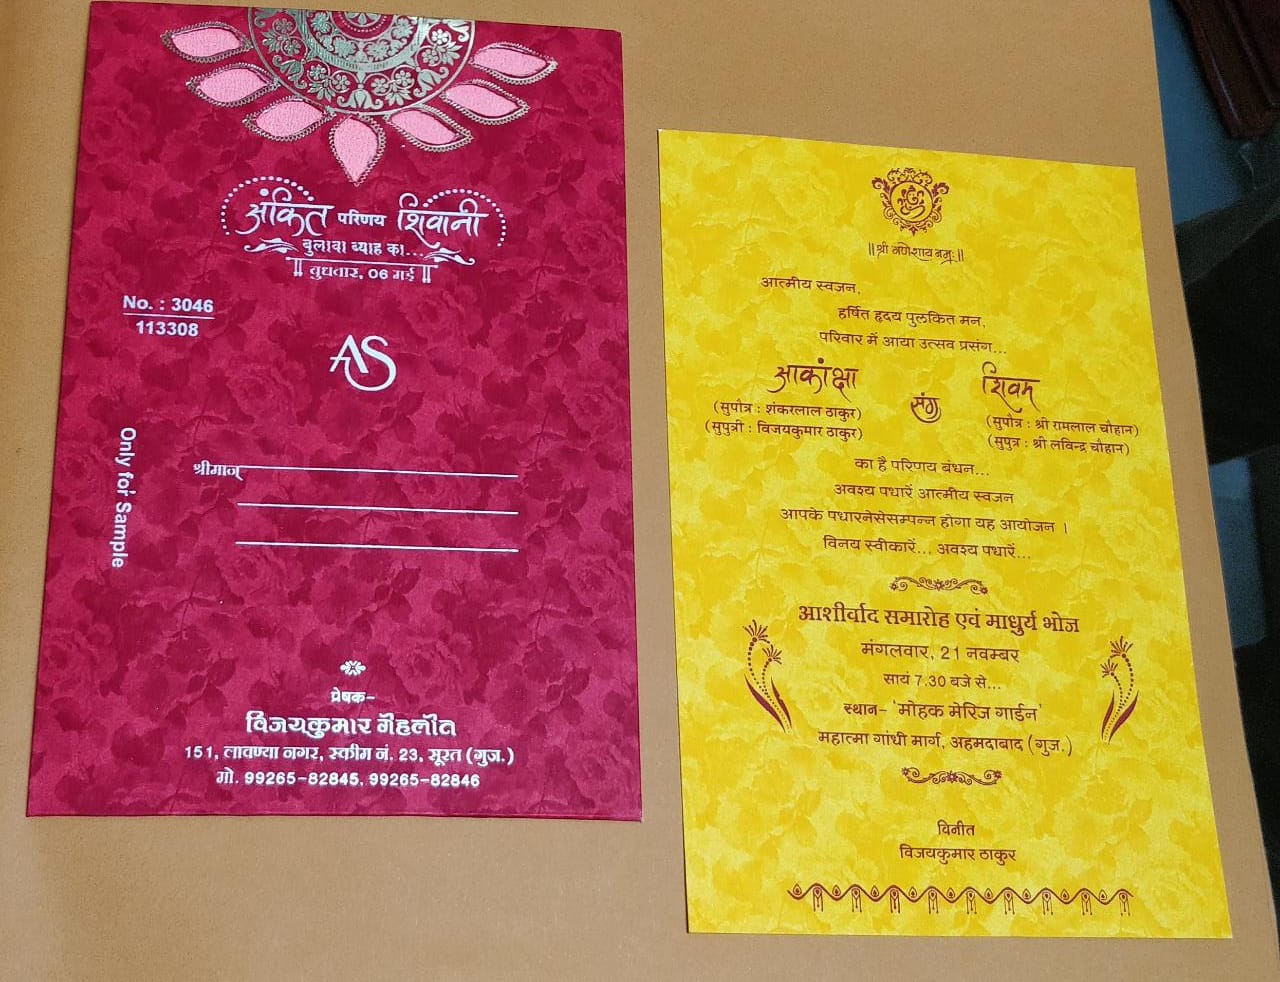 अंकित परिणय शिवानी
बुलावा ब्याह का...
बुधवार, 06 मई
No. : 3046
113308
AS
Only for Sample
श्रीमान्
प्रेषक-
विजयकुमार गेहलोत
151, लावण्या नगर, स्कीम नं. 23, सूरत (गुज.)
मो. 99265-82845, 99265-82846
||श्री गणेशाय नमः||
आत्मीय स्वजन,
हर्षित हृदय पुलकित मन,
परिवार में आया उत्सव प्रसंग...
आकांक्षा
(सुपौत्र : शंकरलाल ठाकुर)
(सुपुत्री : विजयकुमार ठाकुर)
संग
शिवम
(सुपौत्र : श्री रामलाल चौहान)
(सुपुत्र : श्री लविन्द्र चौहान)
का है परिणय बंधन...
अवश्य पधारें आत्मीय स्वजन
आपके पधारनेसेसम्पन्न होगा यह आयोजन ।
विनय स्वीकारें... अवश्य पधारें...
आशीर्वाद समारोह एवं माधुर्य भोज
मंगलवार, 21 नवम्बर
सायं 7.30 बजे से...
स्थान- 'मोहक मेरिज गार्डन'
महात्मा गांधी मार्ग, अहमदाबाद (गुज.)
विनीत
विजयकुमार ठाकुर